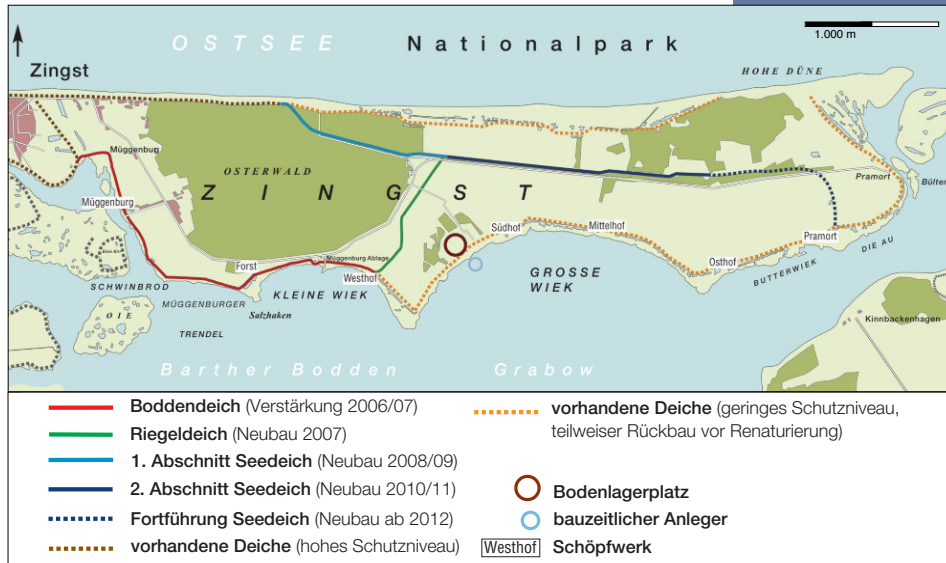 OSTSEE Nationalpark
1.000 m
Zingst
HOHE DÜNE
Müggenbug
OSTERWALD
ZINGST
Pramort
Bülten
Müggenburg
Südhof
Mittelhof
Pramort
DIE AU
Müggenburg Ablage
Forst
Westhof
Osthof
BUTTERWIEK
SCHWINBROD
KLEINE WIEK
GROSSE
WIEK
MÜGGENBURGER
Salzhaken
OIE
TRENDEL
Kinnbackenhagen
Barther Bodden
Grabow
Boddendeich (Verstärkung 2006/07)
Riegeldeich (Neubau 2007)
1. Abschnitt Seedeich (Neubau 2008/09)
2. Abschnitt Seedeich (Neubau 2010/11)
Fortführung Seedeich (Neubau ab 2012)
vorhandene Deiche (hohes Schutzniveau)
vorhandene Deiche (geringes Schutzniveau,
teilweiser Rückbau vor Renaturierung)
Bodenlagerplatz
bauzeitlicher Anleger
Westhof Schöpfwerk